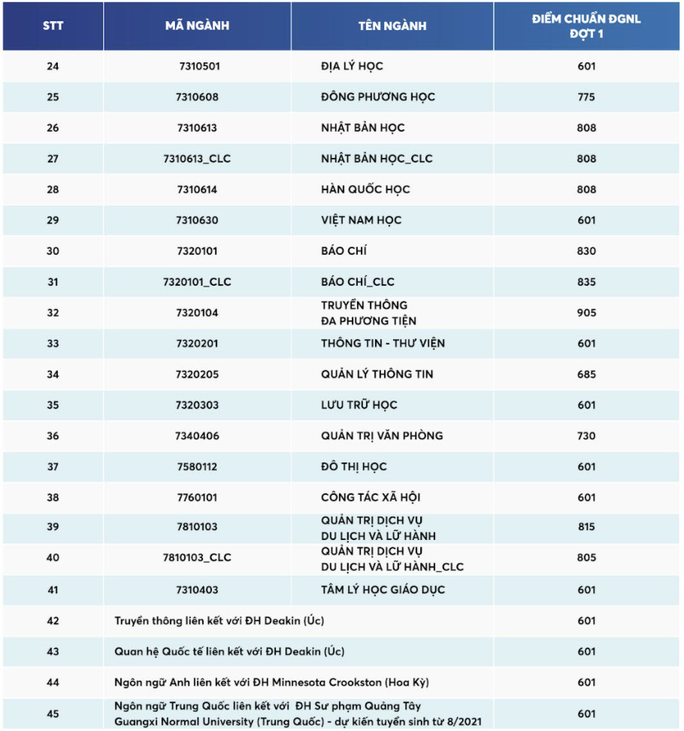 STT MÃ NGÀNH TÊN NGÀNH ĐIỂM CHUẨN ĐGNL
ĐỢT 1
24 7310501 ĐỊA LÝ HỌC 601
25 7310608 ĐÔNG PHƯƠNG HỌC 775
26 7310613 NHẬT BẢN HỌC 808
27 7310613_CLC NHẬT BẢN HỌC_CLC 808
28 7310614 HÀN QUỐC HỌC 808
29 7310630 VIỆT NAM HỌC 601
30 7320101 BÁO CHÍ 830
31 7320101_CLC BÁO CHÍ_CLC 835
32 7320104 TRUYỀN THÔNG
ĐA PHƯƠNG TIỆN 905
33 7320201 THÔNG TIN - THƯ VIỆN 601
34 7320205 QUẢN LÝ THÔNG TIN 685
35 7320303 LƯU TRỮ HỌC 601
36 7340406 QUẢN TRỊ VĂN PHÒNG 730
37 7580112 ĐÔ THỊ HỌC 601
38 7760101 CÔNG TÁC XÃ HỘI 601
39 7810103 QUẢN TRỊ DỊCH VỤ
DU LỊCH VÀ LỮ HÀNH 815
40 7810103_CLC QUẢN TRỊ DỊCH VỤ
DU LỊCH VÀ LỮ HÀNH_CLC 805
41 7310403 TÂM LÝ HỌC GIÁO DỤC 601
42 Truyền thông liên kết với ĐH Deakin (Úc) 601
43 Quan hệ Quốc tế liên kết với ĐH Deakin (Úc) 601
44 Ngôn ngữ Anh liên kết với ĐH Minnesota Crookston (Hoa Kỳ) 601
45 Ngôn ngữ Trung Quốc liên kết với ĐH Sư phạm Quảng Tây
Guangxi Normal University (Trung Quốc) - dự kiến tuyển sinh từ 8/2021 601